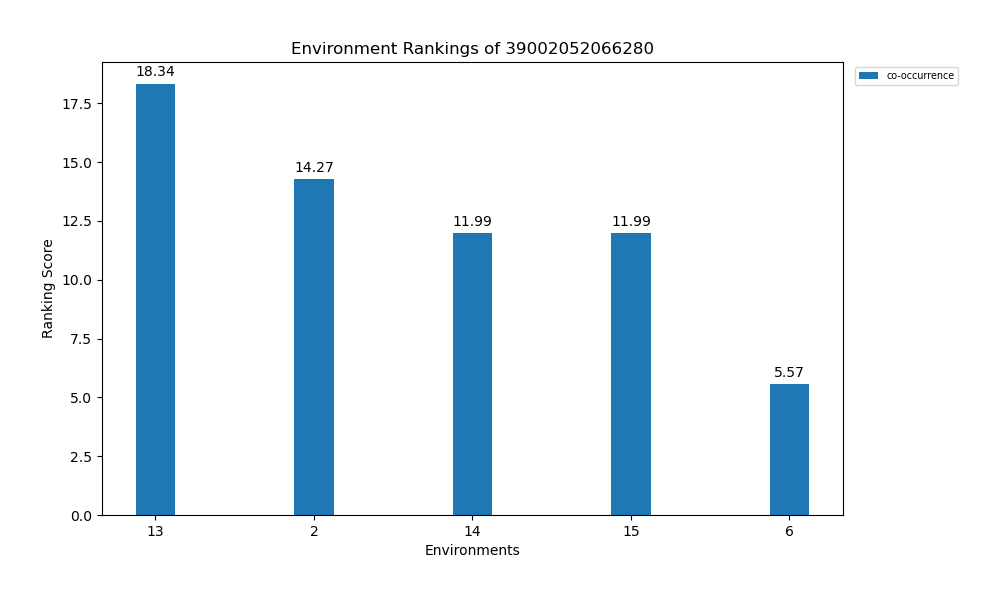 Environment Rankings of 39002052066280
co-occurrence
18.34
14.27
11.99
11.99
5.57
17.5
15.0
12.5
10.0
7.5
5.0
2.5
0.0
Ranking Score
13 2 14 15 6
Environments